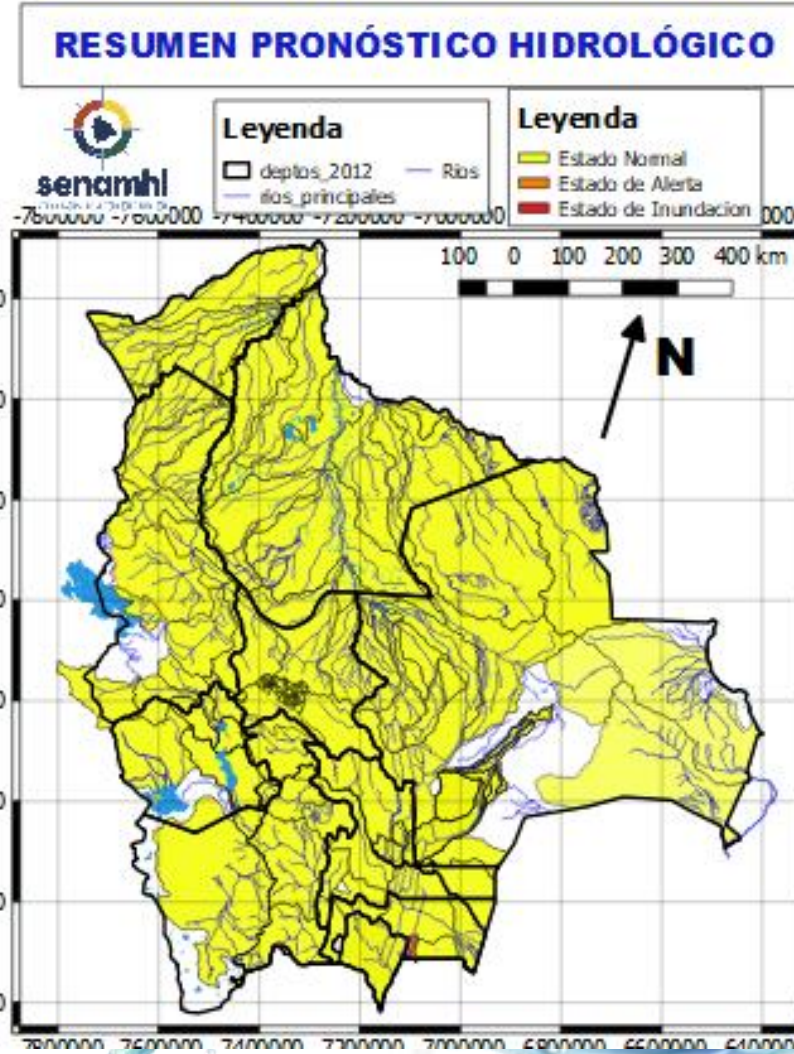 RESUMEN PRONÓSTICO HIDROLÓGICO
senamhi
Leyenda
deptos_2012
Rios
rios_principales
Leyenda
Estado Normal
Estado de Alerta
Estado de Inundacion
-7800000 -7600000 -7400000 -7200000 -7000000
100 0 100 200 300 400 km
N
-7800000 -7600000 -7400000 -7200000 -7000000 -6800000 -6600000 -6400000